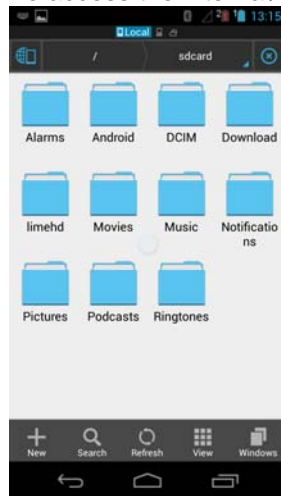 13:15
Local
/ sdcard
Alarms Android DCIM Download
limehd Movies Music Notificatio
ns
Pictures Podcasts Ringtones
New Search Refresh View Windows